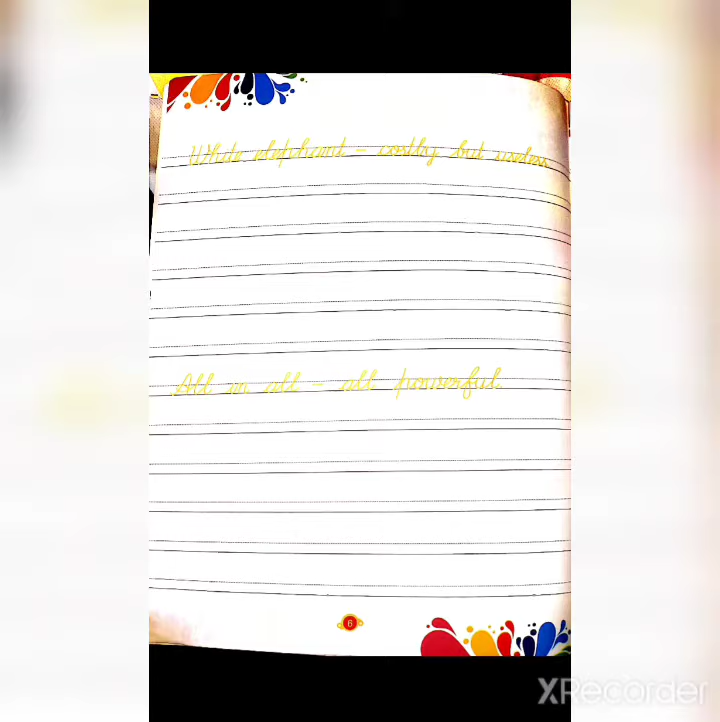 White elephant – costly but useless
All in all – all powerful.
6
XRecorder